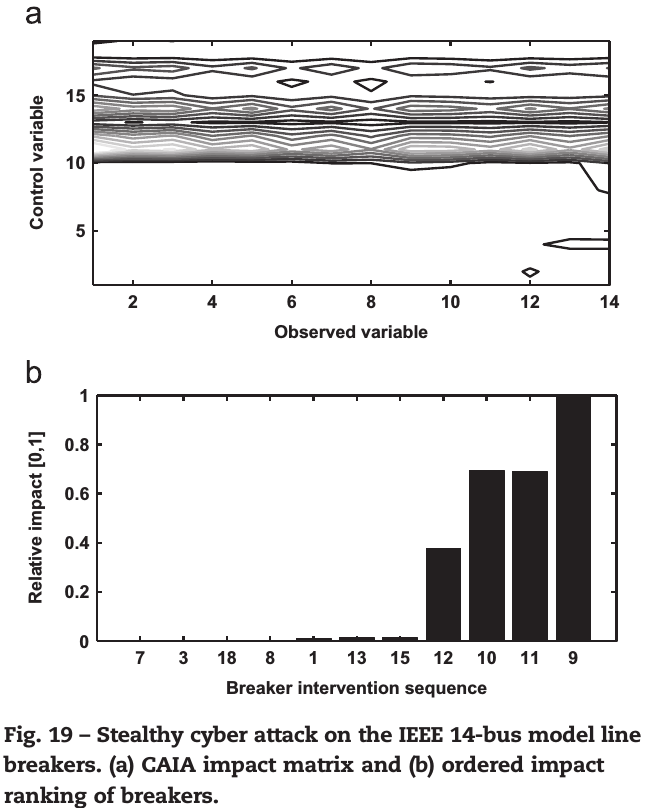 a
Control variable
15
10
5
2 4 6 8 10 12 14
Observed variable
b
Relative impact [0,1]
1
0.8
0.6
0.4
0.2
0
7 3 18 8 1 13 15 12 10 11 9
Breaker intervention sequence
Fig. 19 – Stealthy cyber attack on the IEEE 14-bus model line
breakers. (a) CAIA impact matrix and (b) ordered impact
ranking of breakers.